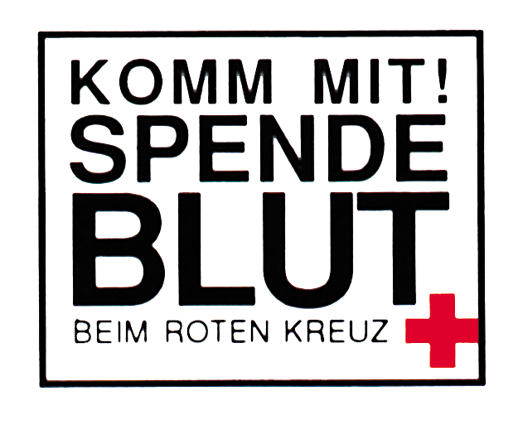 KOMM MIT!
SPENDE
BLUT
BEIM ROTEN KREUZ